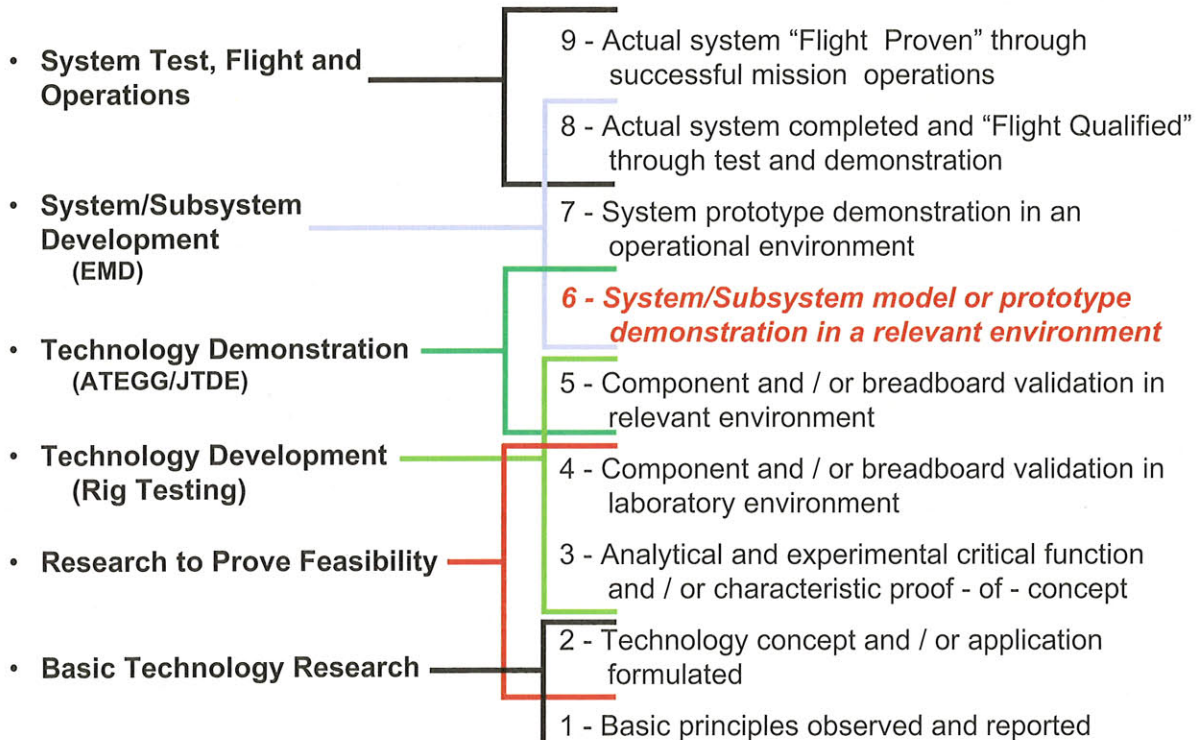 • System Test, Flight and
Operations
• System/Subsystem
Development
(EMD)
• Technology Demonstration
(ATEGG/JTDE)
• Technology Development
(Rig Testing)
• Research to Prove Feasibility
• Basic Technology Research
9 - Actual system “Flight Proven” through
successful mission operations
8 - Actual system completed and “Flight Qualified”
through test and demonstration
7 - System prototype demonstration in an
operational environment
6 - System/Subsystem model or prototype
demonstration in a relevant environment
5 - Component and / or breadboard validation in
relevant environment
4 - Component and / or breadboard validation in
laboratory environment
3 - Analytical and experimental critical function
and / or characteristic proof - of - concept
2 - Technology concept and / or application
formulated
1 - Basic principles observed and reported